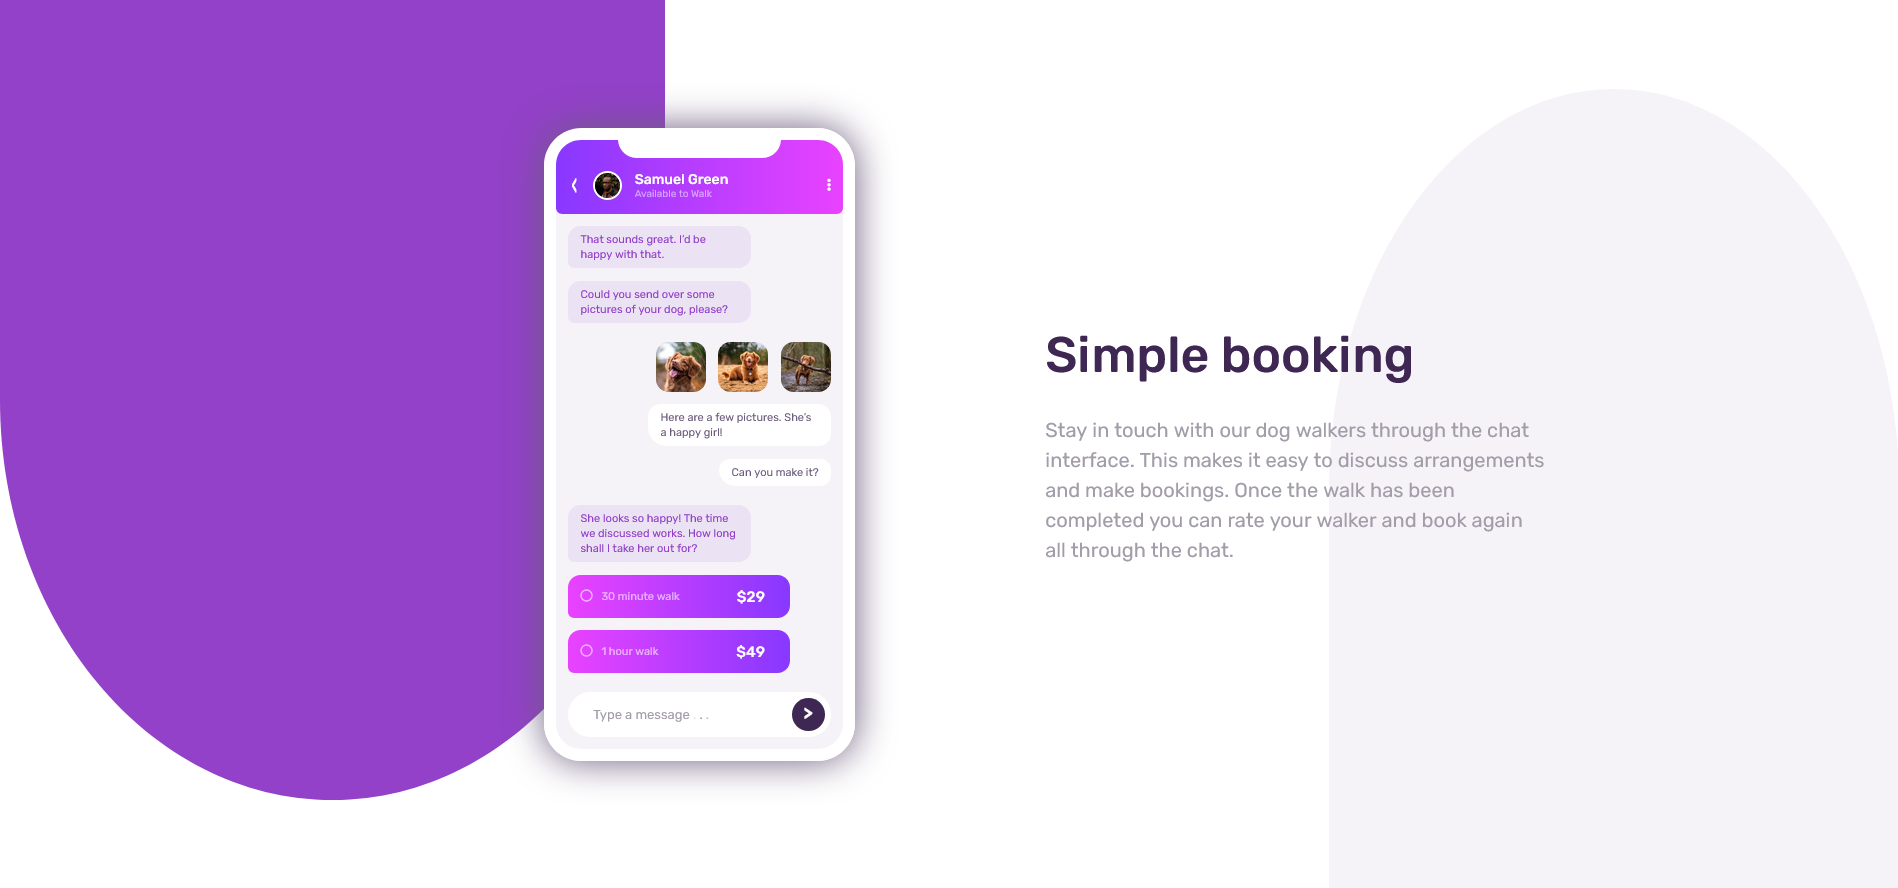 Samuel Green
Available to Walk
That sounds great. I'd be
happy with that.
Could you send over some
pictures of your dog, please?
Here are a few pictures. She's
a happy girl!
Can you make it?
She looks so happy! The time
we discussed works. How long
shall I take her out for?
30 minute walk $29
1 hour walk $49
Type a message . . .
Simple booking
Stay in touch with our dog walkers through the chat
interface. This makes it easy to discuss arrangements
and make bookings. Once the walk has been
completed you can rate your walker and book again
all through the chat.